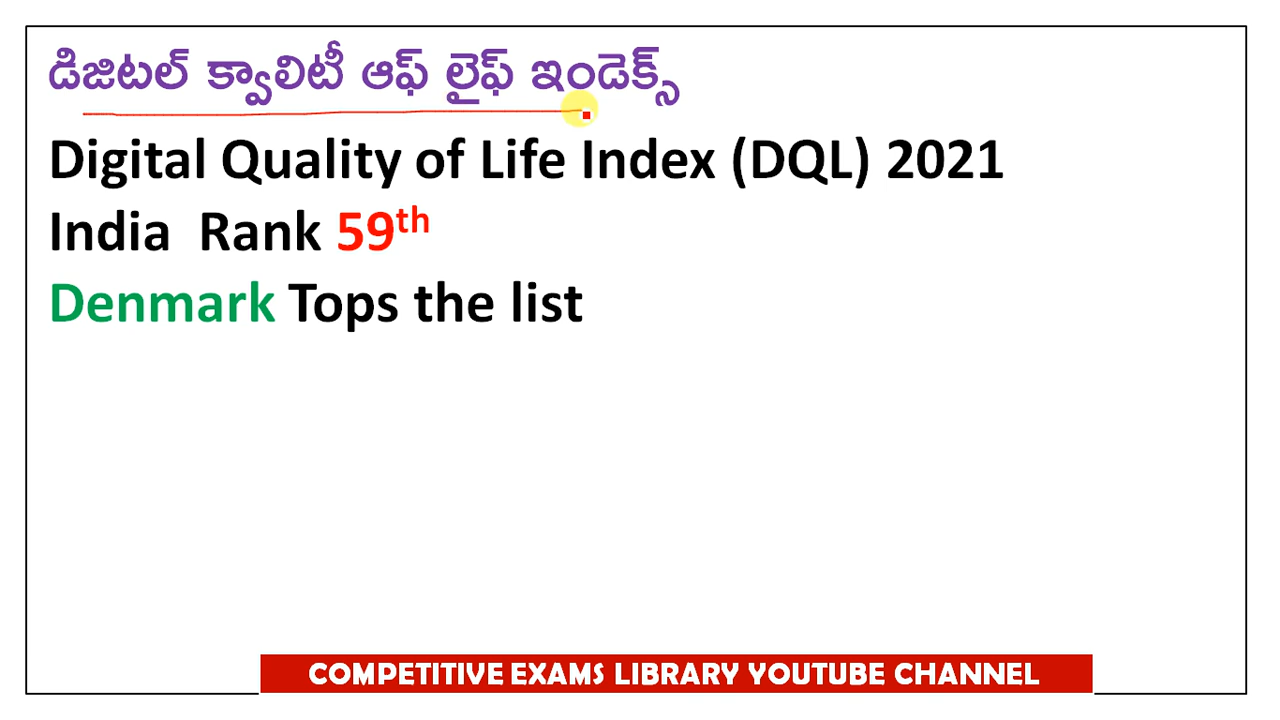 డిజిటల్ క్వాలిటీ ఆఫ్ లైఫ్ ఇండెక్స్
Digital Quality of Life Index (DQL) 2021
India Rank 59th
Denmark Tops the list
COMPETITIVE EXAMS LIBRARY YOUTUBE CHANNEL